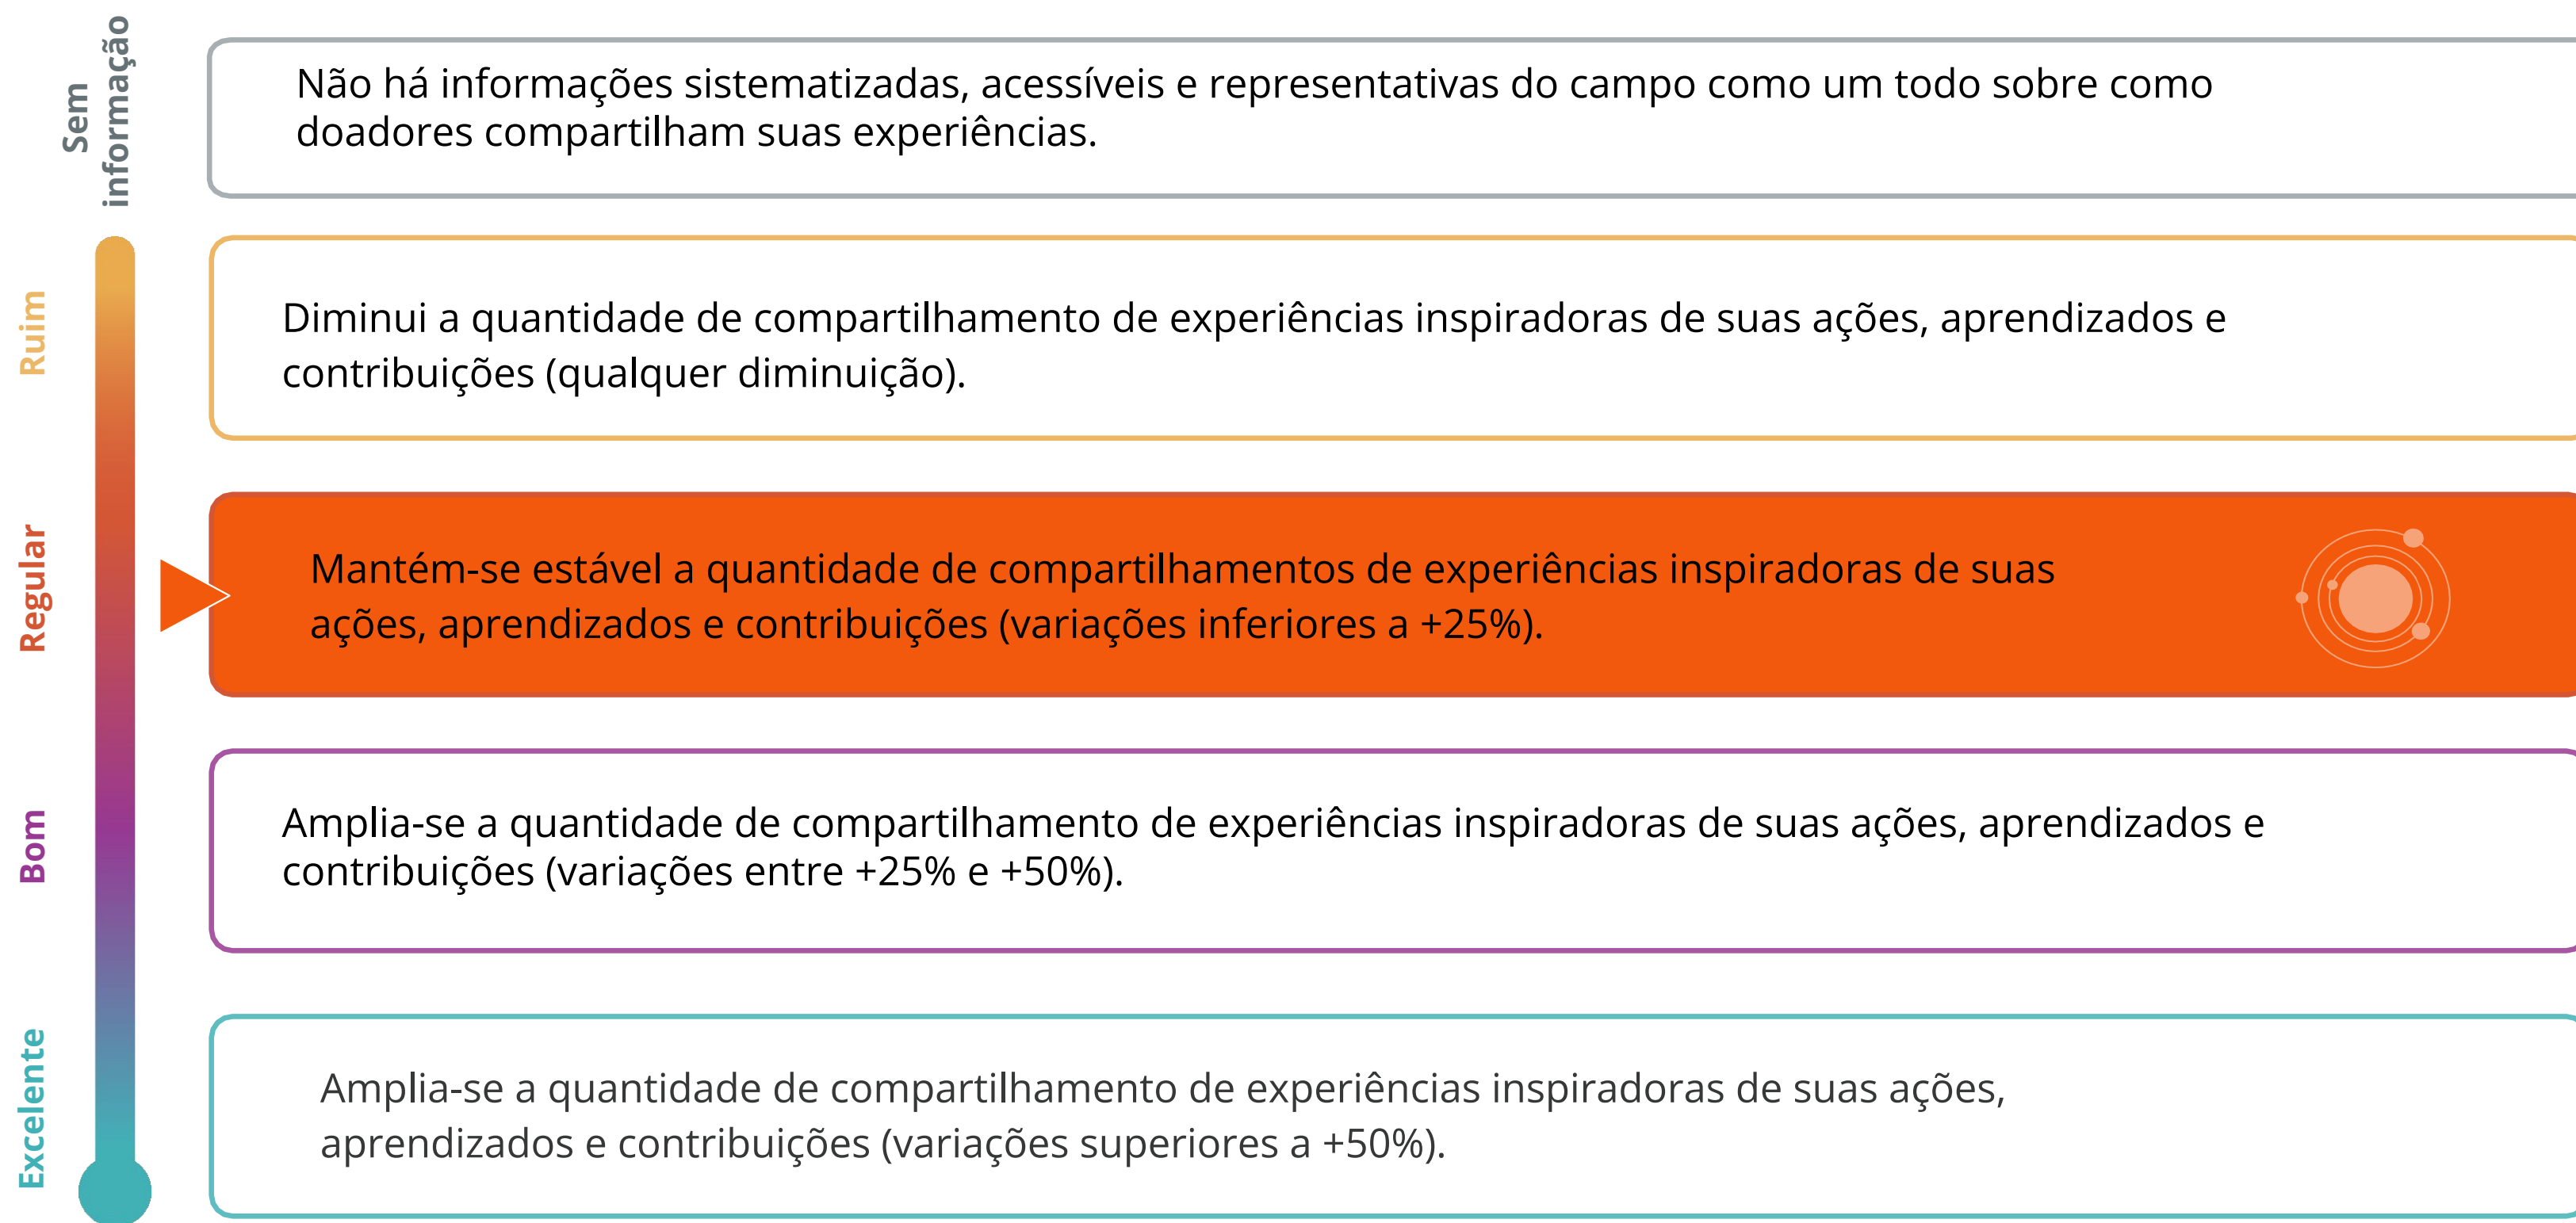 Sem
informação
Não há informações sistematizadas, acessíveis e representativas do campo como um todo sobre como
doadores compartilham suas experiências.
Ruim
Diminui a quantidade de compartilhamento de experiências inspiradoras de suas ações, aprendizados e
contribuições (qualquer diminuição).
Regular
Mantém-se estável a quantidade de compartilhamentos de experiências inspiradoras de suas
ações, aprendizados e contribuições (variações inferiores a +25%).
Bom
Amplia-se a quantidade de compartilhamento de experiências inspiradoras de suas ações, aprendizados e
contribuições (variações entre +25% e +50%).
Excelente
Amplia-se a quantidade de compartilhamento de experiências inspiradoras de suas ações,
aprendizados e contribuições (variações superiores a +50%).